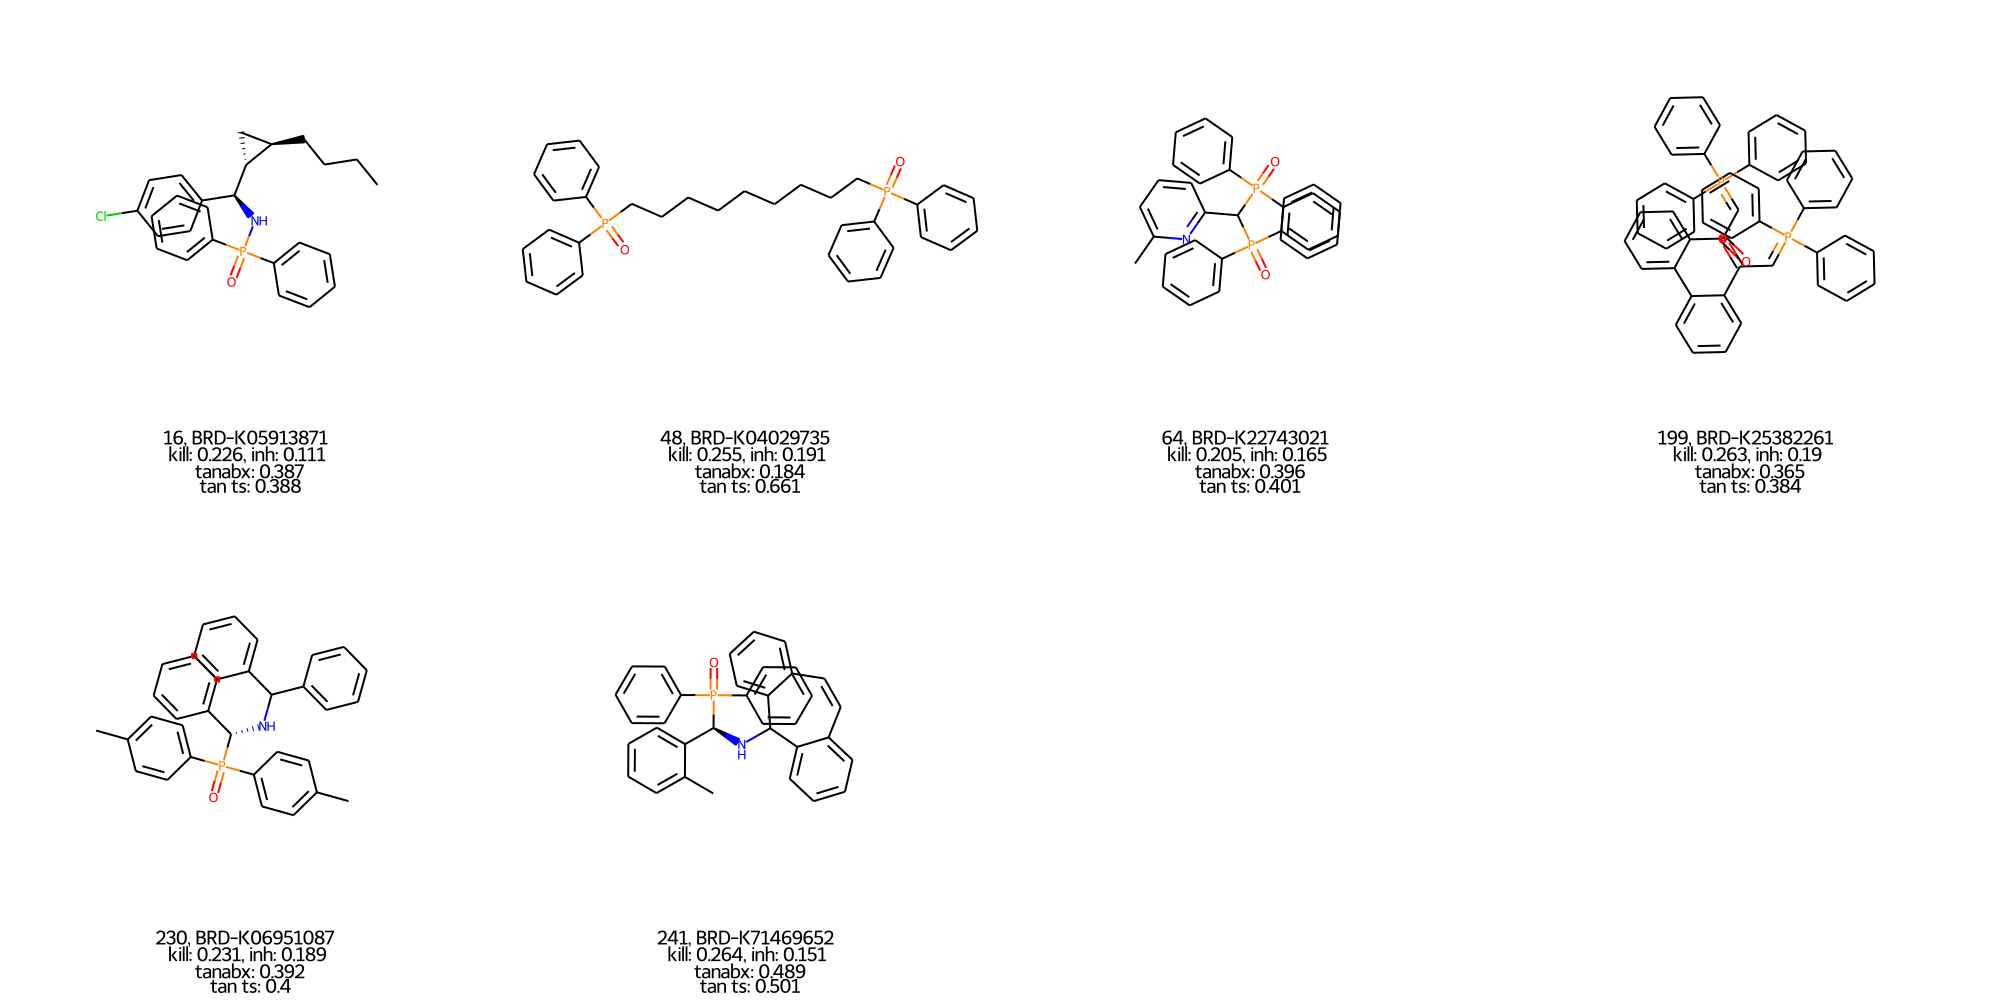 Cl
NH
P
O
P
O
O
P
N
P
O
P
O
P
P
O
O
16, BRD-K05913871
kill: 0.226, inh: 0.111
tanabx: 0.387
tan ts: 0.388
48, BRD-K04029735
kill: 0.255, inh: 0.191
tanabx: 0.184
tan ts: 0.661
64, BRD-K22743021
kill: 0.205, inh: 0.165
tanabx: 0.396
tan ts: 0.401
199, BRD-K25382261
kill: 0.263, inh: 0.19
tanabx: 0.365
tan ts: 0.384
NH
P
O
O
P
N
H
230, BRD-K06951087
kill: 0.231, inh: 0.189
tanabx: 0.392
tan ts: 0.4
241, BRD-K71469652
kill: 0.264, inh: 0.151
tanabx: 0.489
tan ts: 0.501